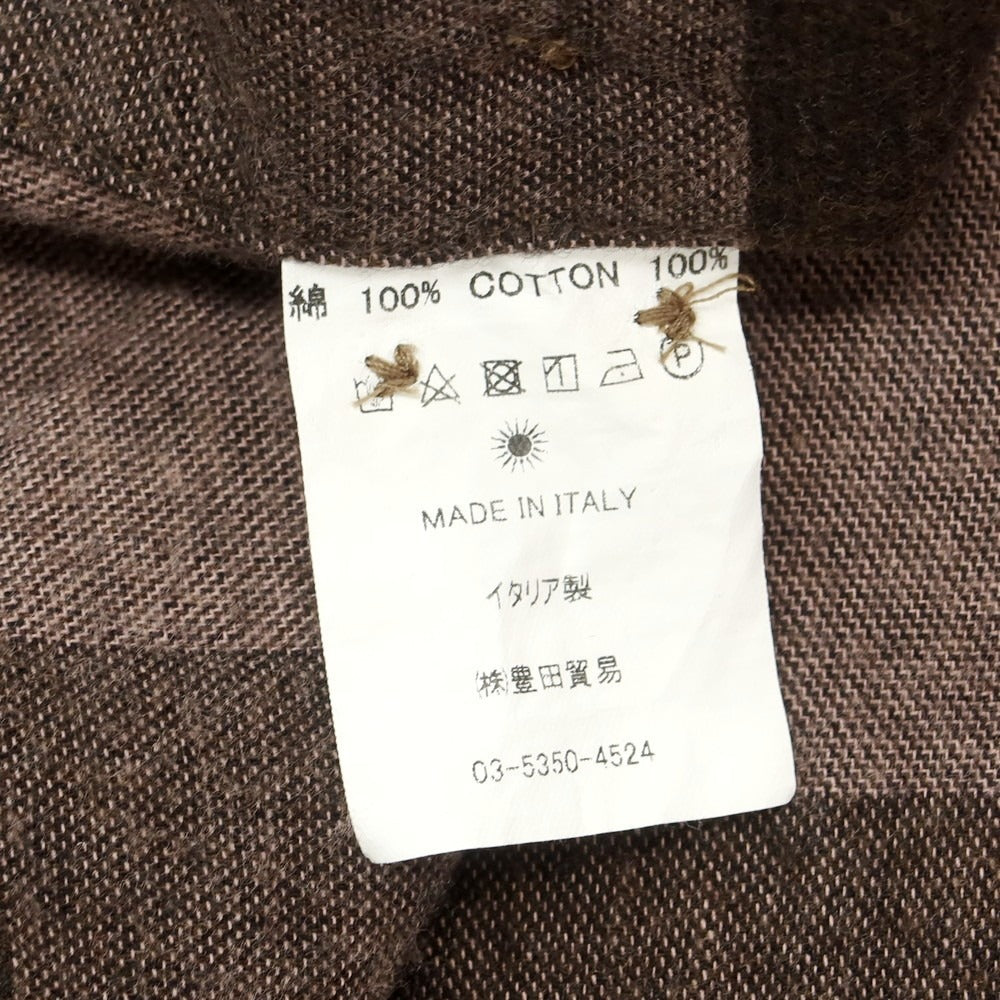 綿 100% COTTON 100%
P
MADE IN ITALY
イタリア製
㈱豊田貿易
03-5350-4524